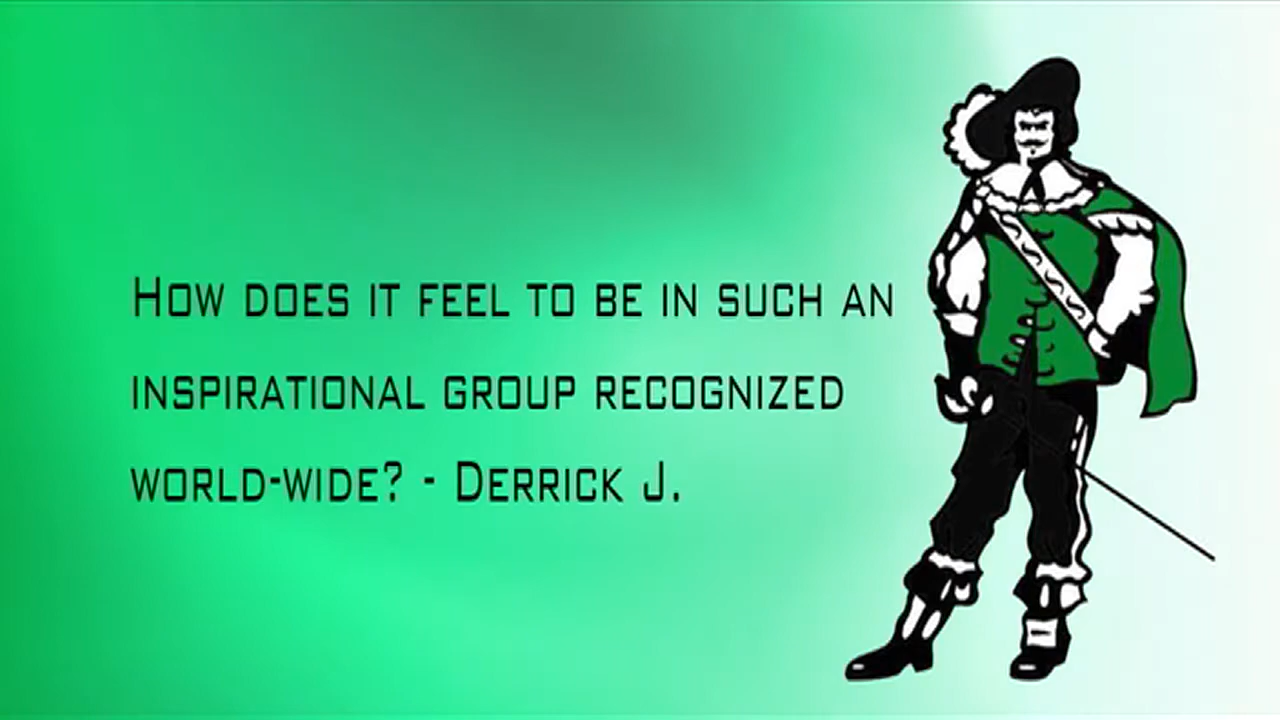 How does it feel to be in such an
inspirational group recognized
world-wide? - Derrick J.